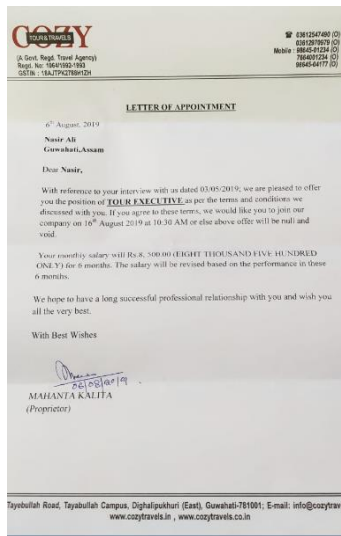 COZY
TOUR & TRAVELS
(A Govt. Regd. Travel Agency)
Regd. No: 1064/1992-1993
GSTIN : 18AJTPK2788H1ZH
☎ 03612547490 (O)
03612970979 (O)
Mobile : 98645-01234 (O)
7664001234 (O)
98645-04177 (O)
LETTER OF APPOINTMENT
6th August, 2019
Nasir Ali
Guwahati,Assam
Dear Nasir,
With reference to your interview with us dated 03/05/2019; we are pleased to offer
you the position of TOUR EXECUTIVE as per the terms and conditions we
discussed with you. If you agree to these terms, we would like you to join our
company on 16th August 2019 at 10:30 AM or else above offer will be null and
void.
Your monthly salary will Rs.8, 500.00 (EIGHT THOUSAND FIVE HUNDRED
ONLY) for 6 months. The salary will be revised based on the performance in these
6 months.
We hope to have a long successful professional relationship with you and wish you
all the very best.
With Best Wishes
06/08/2019
MAHANTA KALITA
(Proprietor)
Tayebullah Road, Tayabullah Campus, Dighalipukhuri (East), Guwahati-781001; E-mail: info@cozytrav
www.cozytravels.in , www.cozytravels.co.in